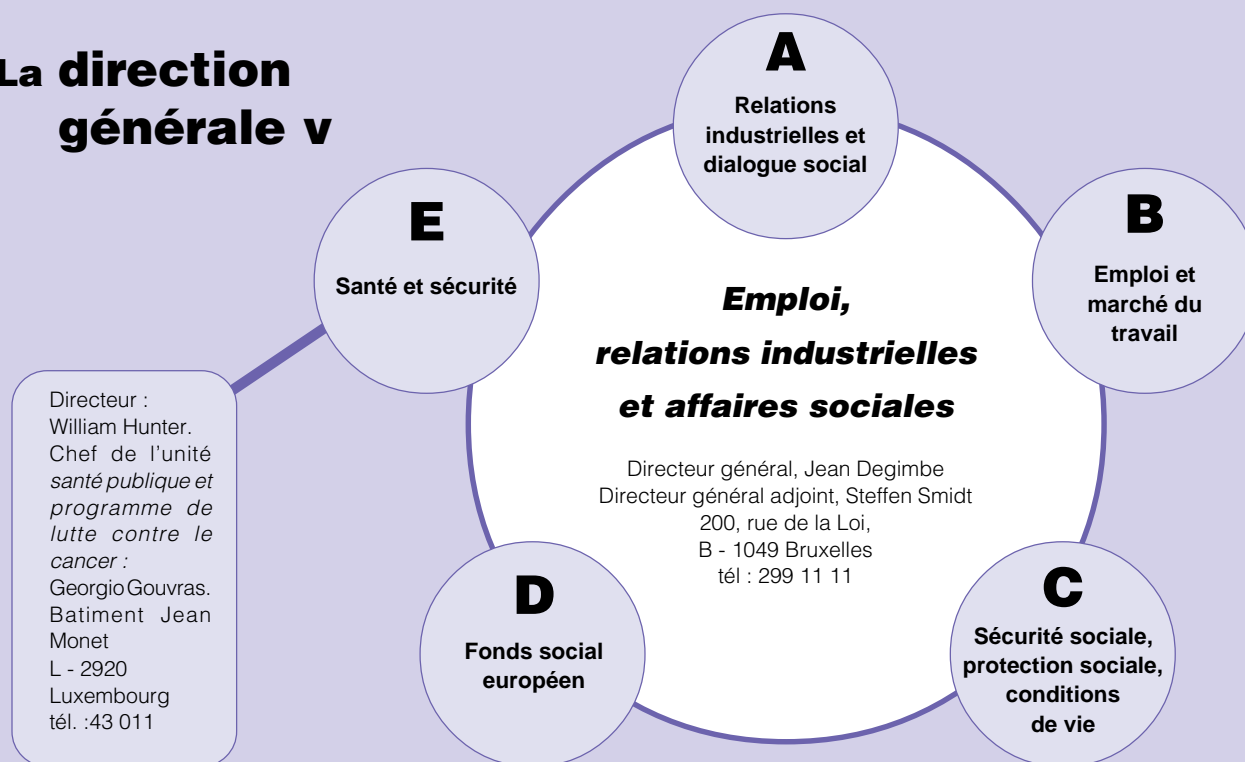 La direction
générale v
A
Relations
industrielles et
dialogue social
B
Emploi et
marché du
travail
C
Sécurité sociale,
protection sociale,
conditions
de vie
D
Fonds social
européen
E
Santé et sécurité
Directeur :
William Hunter.
Chef de l'unité
santé publique et
programme de
lutte contre le
cancer :
Georgio Gouvras.
Batiment Jean
Monet
L - 2920
Luxembourg
tél. :43 011
Emploi,
relations industrielles
et affaires sociales
Directeur général, Jean Degimbe
Directeur général adjoint, Steffen Smidt
200, rue de la Loi,
B - 1049 Bruxelles
tél : 299 11 11